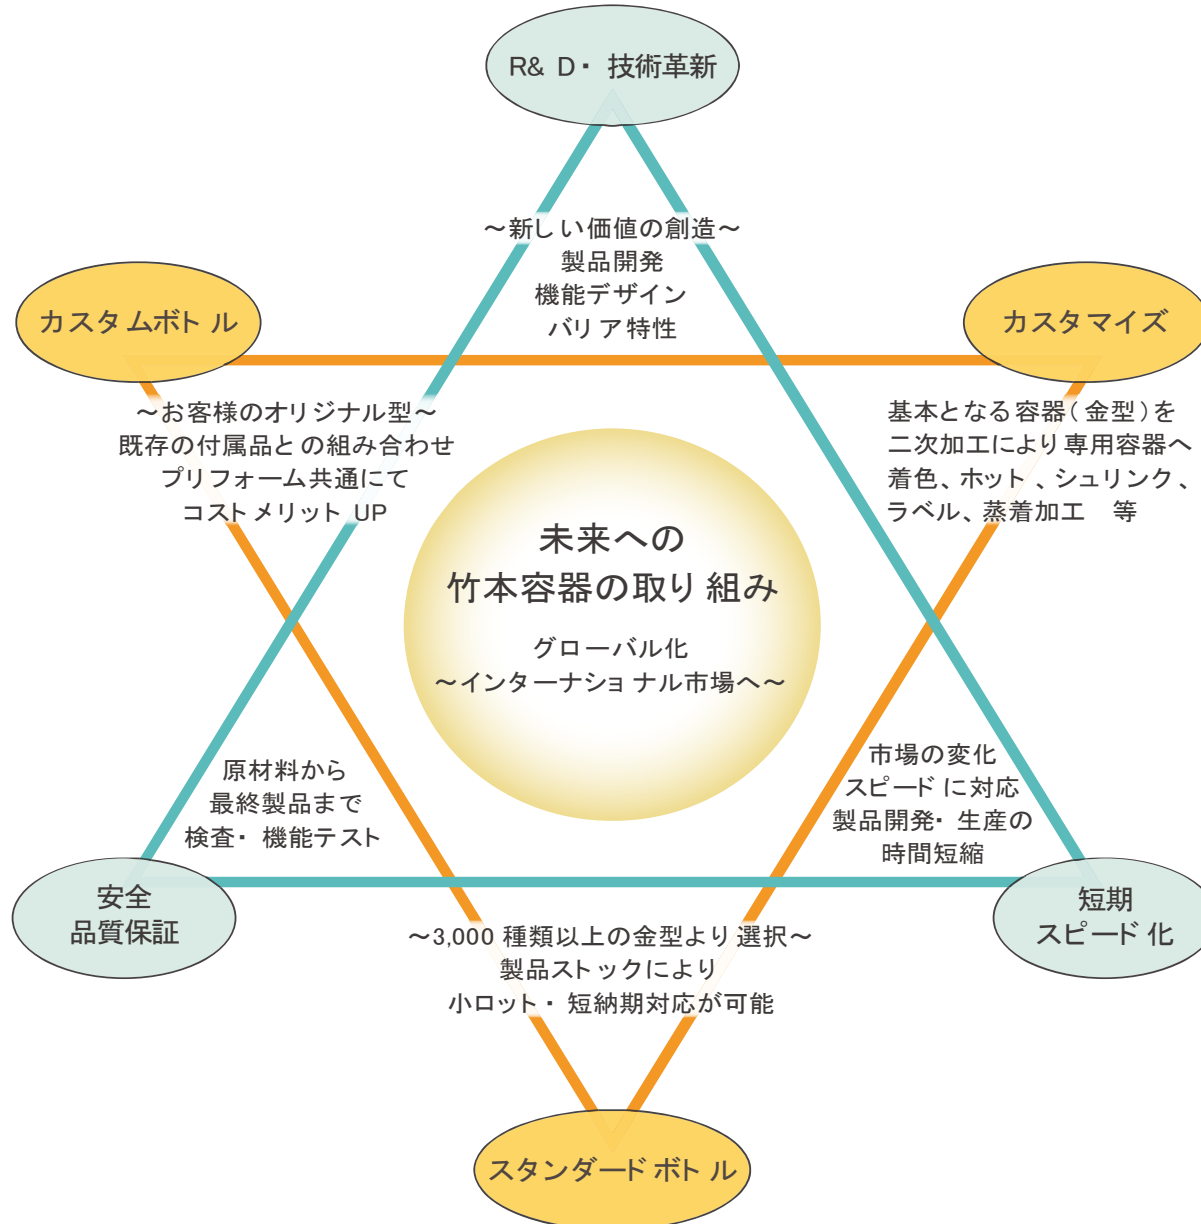 R&D・技術革新
～新しい価値の創造～
製品開発
機能デザイン
バリア特性
カスタムボトル
カスタマイズ
～お客様のオリジナル型～
既存の付属品との組み合わせ
プリフォーム共通にて
コストメリット UP
基本となる容器(金型)を
二次加工により専用容器へ
着色、ホット、シュリンク、
ラベル、蒸着加工　等
未来への
竹本容器の取り組み
グローバル化
～インターナショナル市場へ～
原材料から
最終製品まで
検査・機能テスト
市場の変化
スピードに対応
製品開発・生産の
時間短縮
安全
品質保証
短期
スピード化
～3,000 種類以上の金型より選択～
製品ストックにより
小ロット・短納期対応が可能
スタンダードボトル